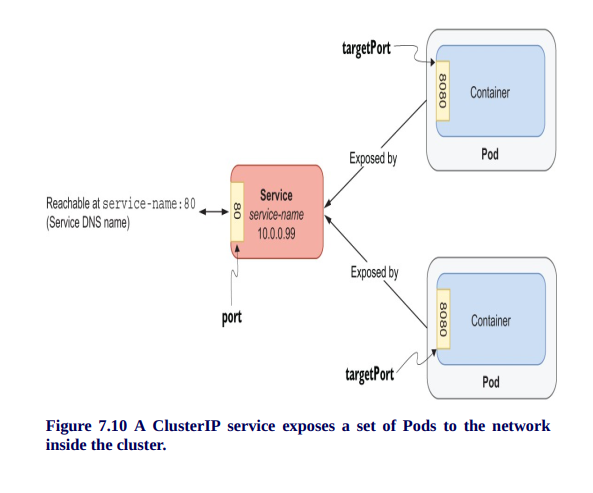 targetPort
8080
Container
Pod
Exposed by
Reachable at service-name:80
(Service DNS name)
80
Service
service-name
10.0.0.99
port
Exposed by
8080
Container
targetPort
Pod
Figure 7.10 A ClusterIP service exposes a set of Pods to the network
inside the cluster.